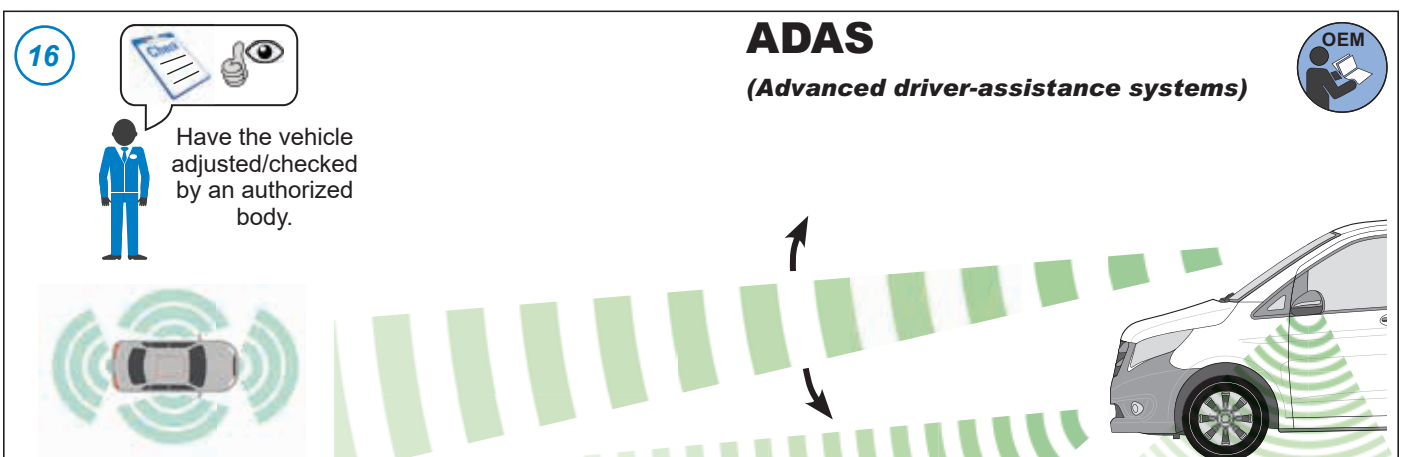 16
Check
ADAS
(Advanced driver-assistance systems)
OEM
Have the vehicle
adjusted/checked
by an authorized
body.